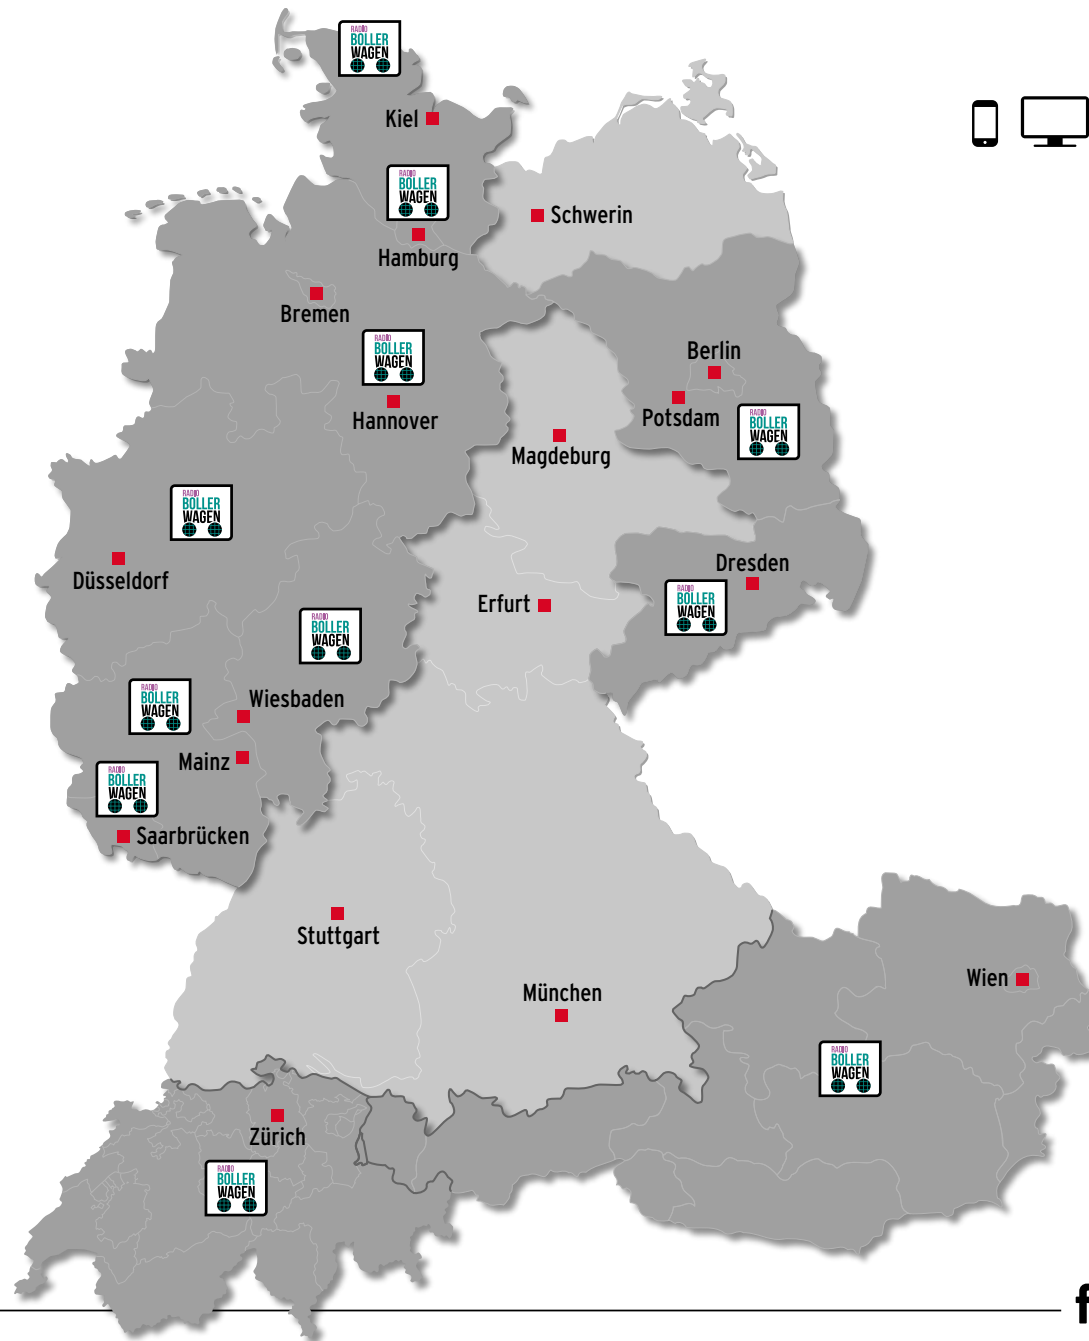 RADIO
BOLLER
WAGEN
Kiel
RADIO
BOLLER
WAGEN
Schwerin
Hamburg
Bremen
RADIO
BOLLER
WAGEN
Berlin
Hannover
Potsdam
RADIO
BOLLER
WAGEN
Magdeburg
RADIO
BOLLER
WAGEN
Düsseldorf
Dresden
RADIO
BOLLER
WAGEN
Erfurt
RADIO
BOLLER
WAGEN
Wiesbaden
RADIO
BOLLER
WAGEN
Mainz
RADIO
BOLLER
WAGEN
Saarbrücken
Stuttgart
München
Wien
RADIO
BOLLER
WAGEN
Zürich
RADIO
BOLLER
WAGEN
f